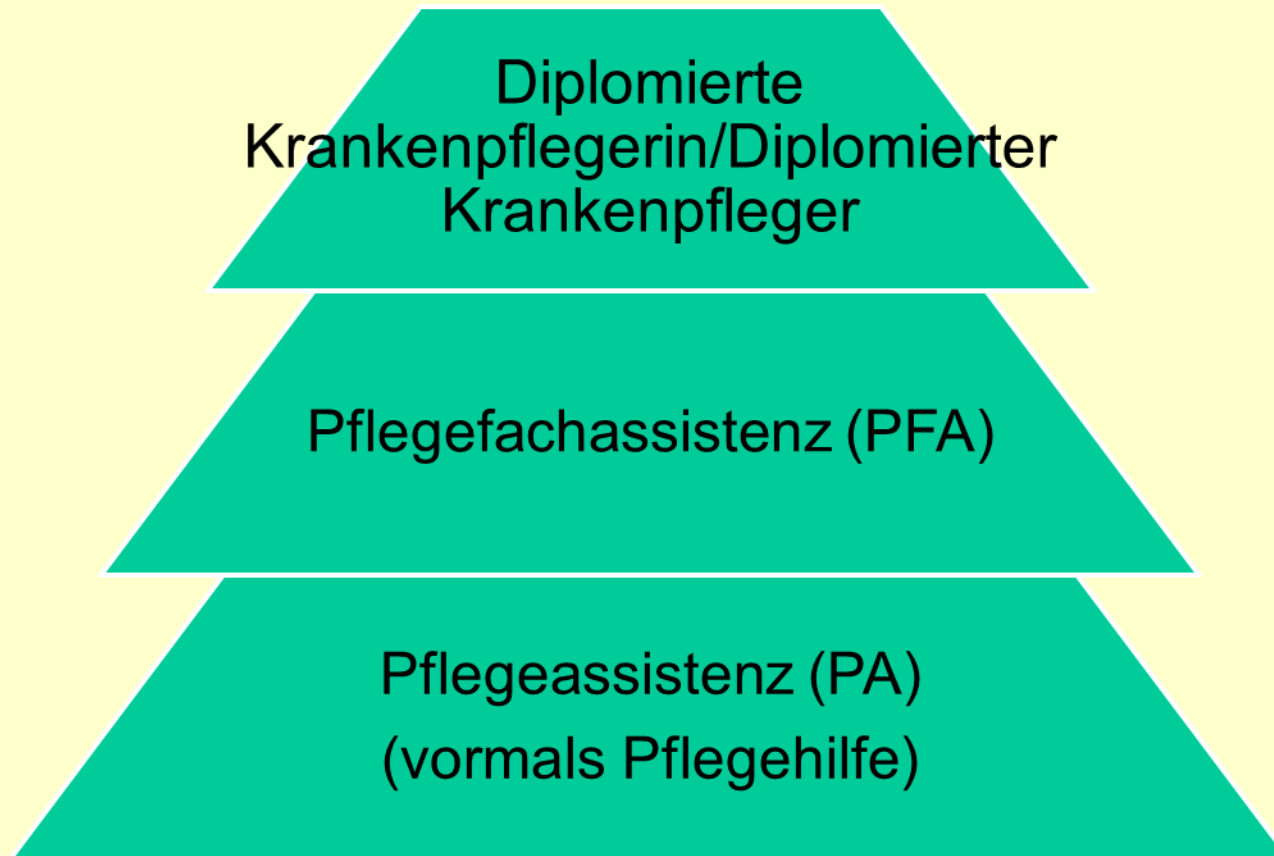 Diplomierte
Krankenpflegerin/Diplomierter
Krankenpfleger
Pflegefachassistenz (PFA)
Pflegeassistenz (PA)
(vormals Pflegehilfe)